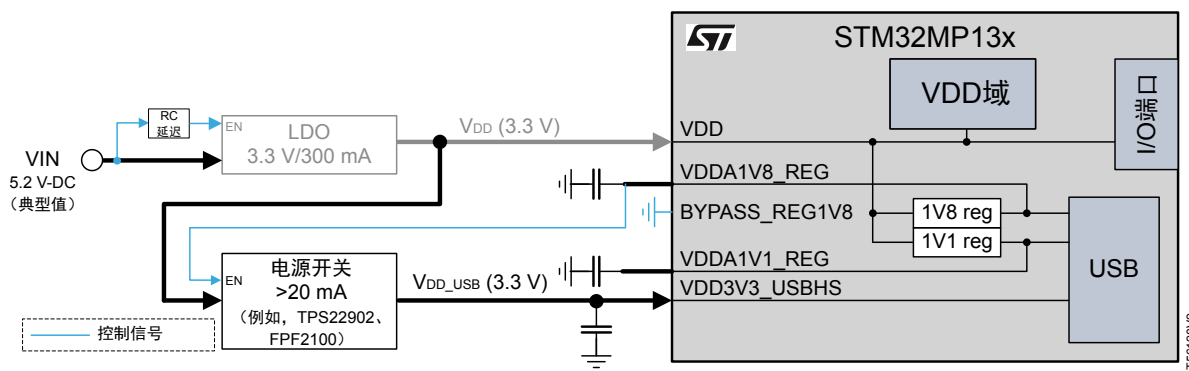 STM32MP13x
VDD域
I/O端口
RC
延迟
EN
LDO
3.3 V/300 mA
VDD (3.3 V)
VDD
VIN
5.2 V-DC
（典型值）
VDDA1V8_REG
BYPASS_REG1V8
1V8 reg
1V1 reg
VDDA1V1_REG
USB
EN
电源开关
>20 mA
（例如，TPS22902、
FPF2100）
VDD_USB (3.3 V)
VDD3V3_USBHS
控制信号